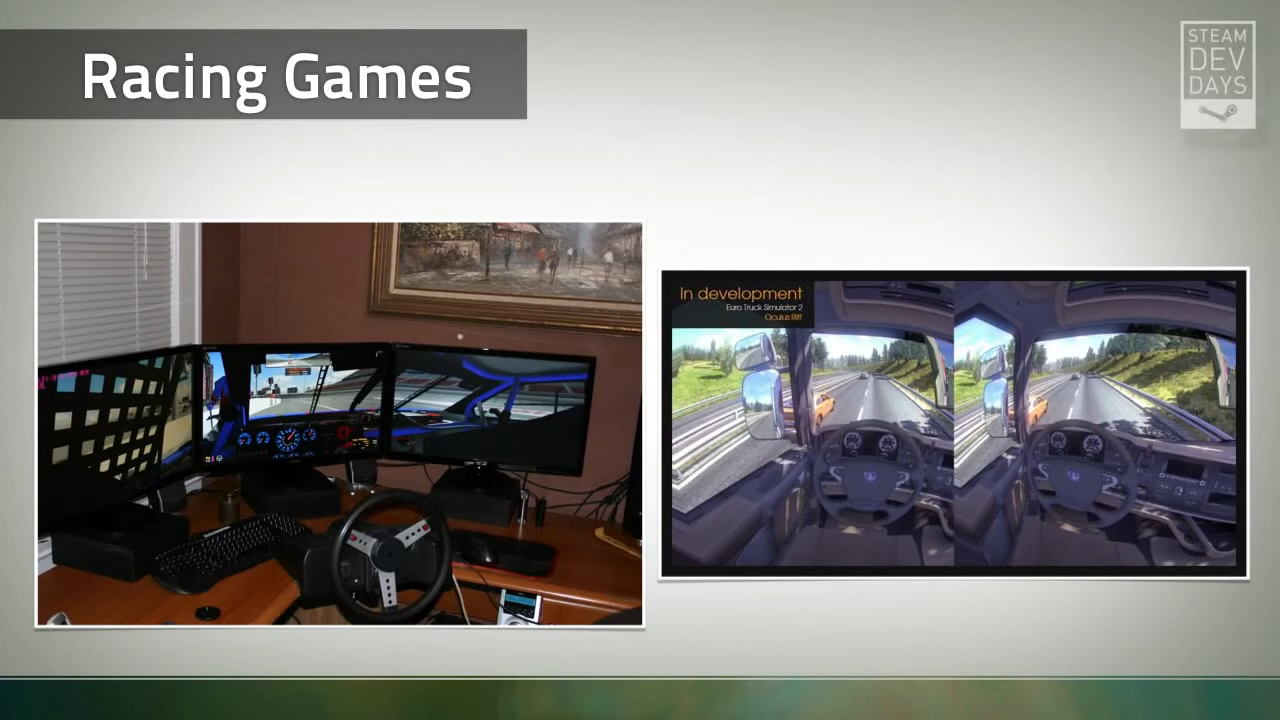 Racing Games
STEAM
DEV
DAYS
In development
Euro Truck Simulator 2
Oculus Rift